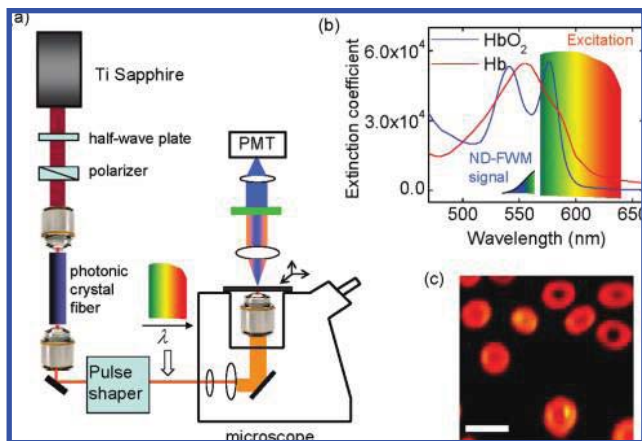 (a)
Ti Sapphire
half-wave plate
polarizer
photonic
crystal
fiber
λ
Pulse
shaper
PMT
microscope
(b)
HbO2
Hb
Excitation
6.0x10^4
3.0x10^4
0.0
Extinction coefficient
ND-FWM
signal
500 550 600 650
Wavelength (nm)
(c)